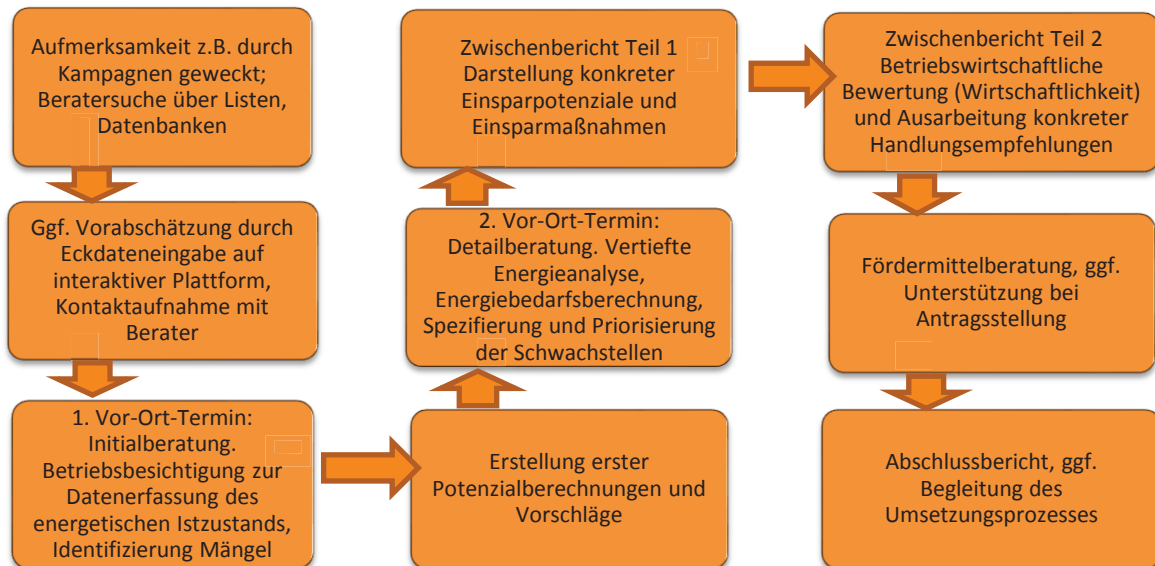 Aufmerksamkeit z.B. durch
Kampagnen geweckt;
Beratersuche über Listen,
Datenbanken
Ggf. Vorabschätzung durch
Eckdateneingabe auf
interaktiver Plattform,
Kontaktaufnahme mit
Berater
1. Vor-Ort-Termin:
Initialberatung.
Betriebsbesichtigung zur
Datenerfassung des
energetischen Istzustands,
Identifizierung Mängel
Erstellung erster
Potenzialberechnungen und
Vorschläge
2. Vor-Ort-Termin:
Detailberatung. Vertiefte
Energieanalyse,
Energiebedarfsberechnung,
Spezifierung und Priorisierung
der Schwachstellen
Zwischenbericht Teil 1
Darstellung konkreter
Einsparpotenziale und
Einsparmaßnahmen
Zwischenbericht Teil 2
Betriebswirtschaftliche
Bewertung (Wirtschaftlichkeit)
und Ausarbeitung konkreter
Handlungsempfehlungen
Fördermittelberatung, ggf.
Unterstützung bei
Antragsstellung
Abschlussbericht, ggf.
Begleitung des
Umsetzungsprozesses